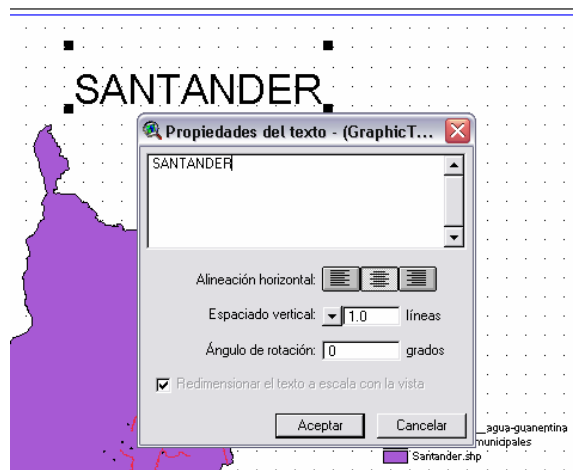 SANTANDER
Propiedades del texto - (GraphicT...
SANTANDER
Alineación horizontal:
Espaciado vertical: 1.0 líneas
Ángulo de rotación: 0 grados
Redimensionar el texto a escala con la vista
Aceptar Cancelar
_agua-guanentina
municipales
Santander.shp